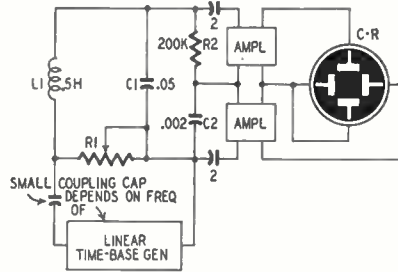 2
C-R
200K R2
AMPL
L1 .5H
C1 .05
.002 C2
AMPL
R1
2
SMALL COUPLING CAP
DEPENDS ON FREQ
OF
LINEAR
TIME-BASE GEN